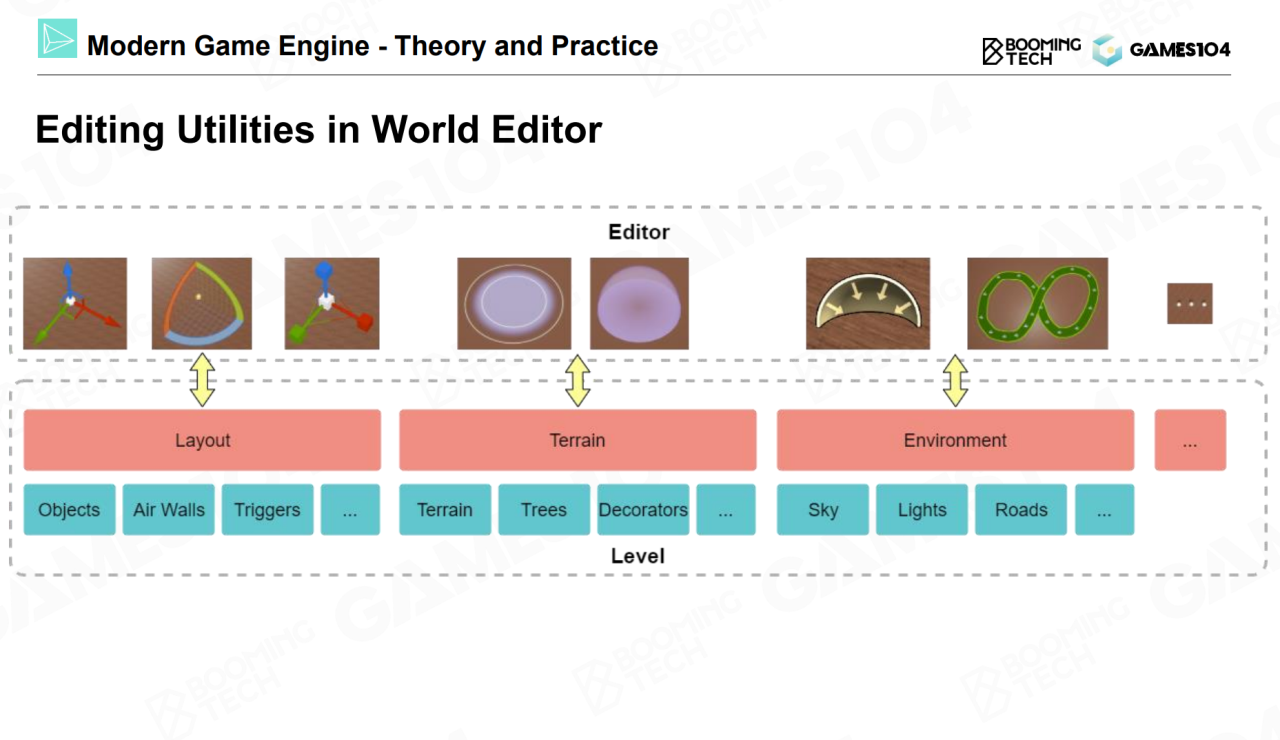 Modern Game Engine - Theory and Practice
BOOMING
TECH
GAMES104
Editing Utilities in World Editor
Editor
...
Layout
Terrain
Environment
...
Objects
Air Walls
Triggers
...
Terrain
Trees
Decorators
...
Sky
Lights
Roads
...
Level